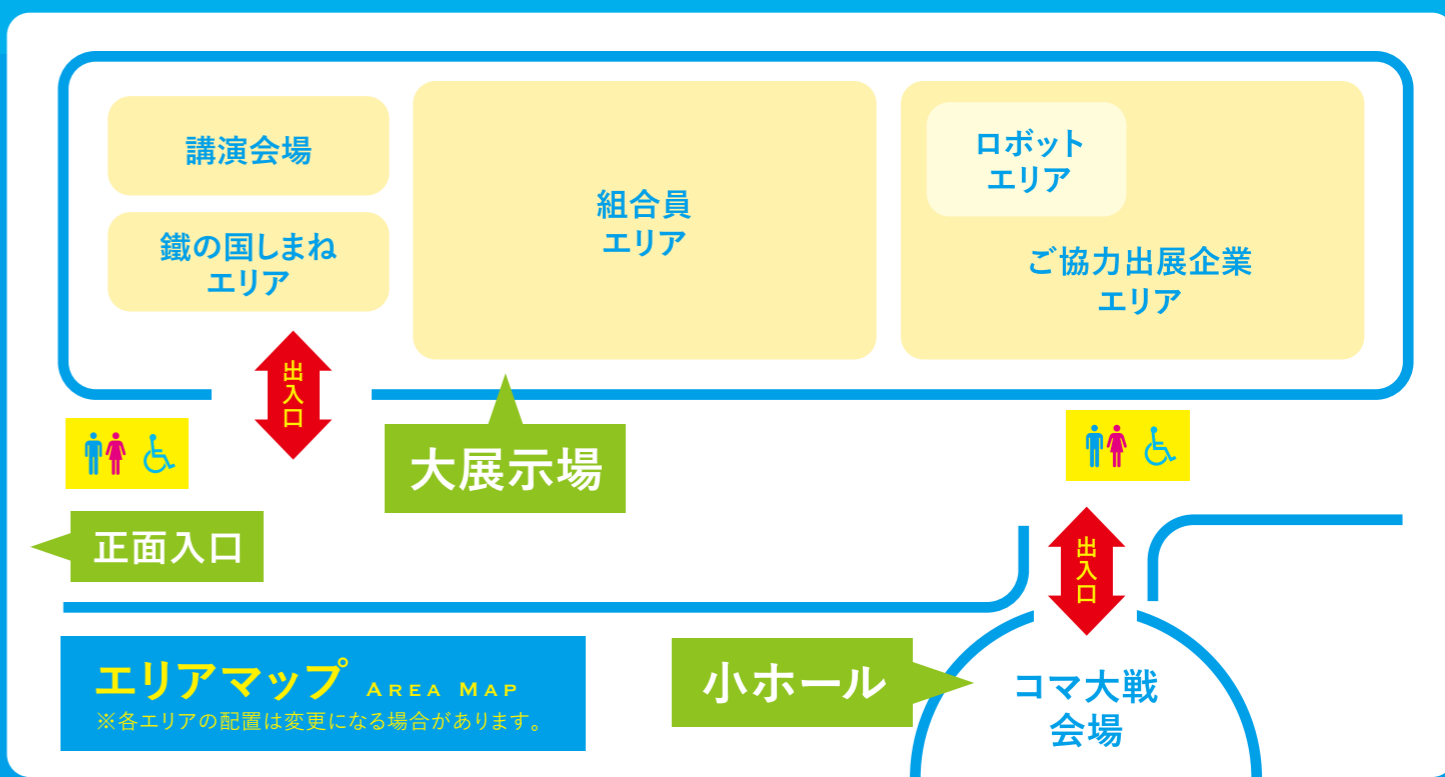 講演会場
鐵の国しまね
エリア
組合員
エリア
ロボット
エリア
ご協力出展企業
エリア
出入口
大展示場
正面入口
出入口
エリアマップ AREA MAP
※各エリアの配置は変更になる場合があります。
小ホール
コマ大戦
会場